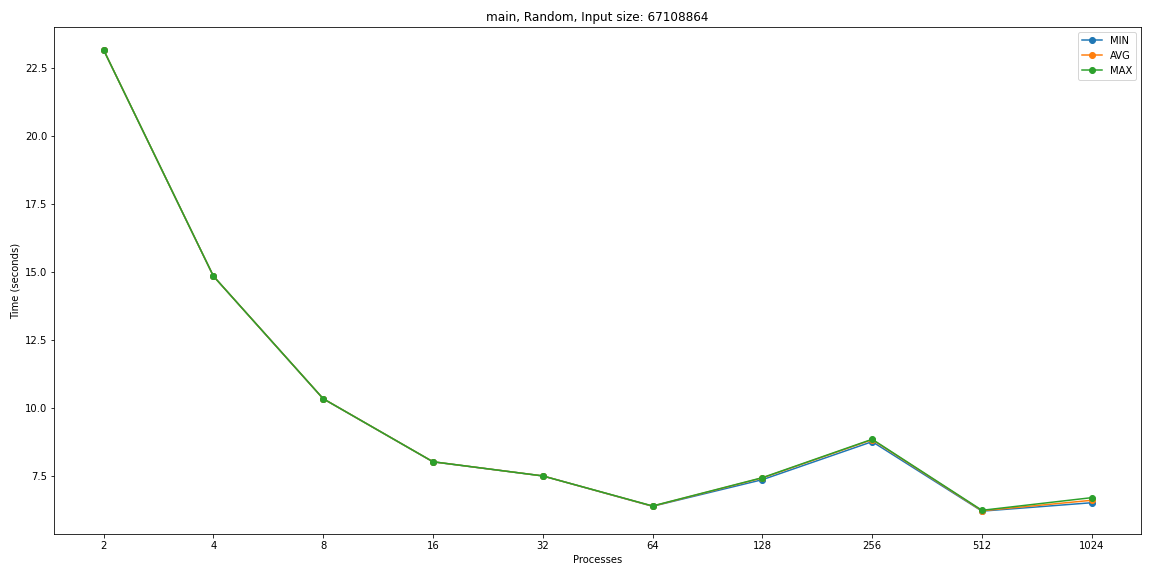 main, Random, Input size: 67108864
MIN
AVG
MAX
22.5
20.0
17.5
15.0
12.5
10.0
7.5
Time (seconds)
2 4 8 16 32 64 128 256 512 1024
Processes